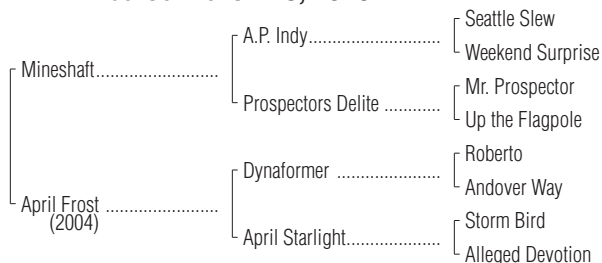 Seattle Slew
A.P. Indy........................................
Weekend Surprise
Mineshaft.....................................
Mr. Prospector
Prospectors Delite .................
Up the Flagpole
Roberto
Dynaformer ...............................
Andover Way
April Frost ..................................
(2004)
Storm Bird
April Starlight............................
Alleged Devotion